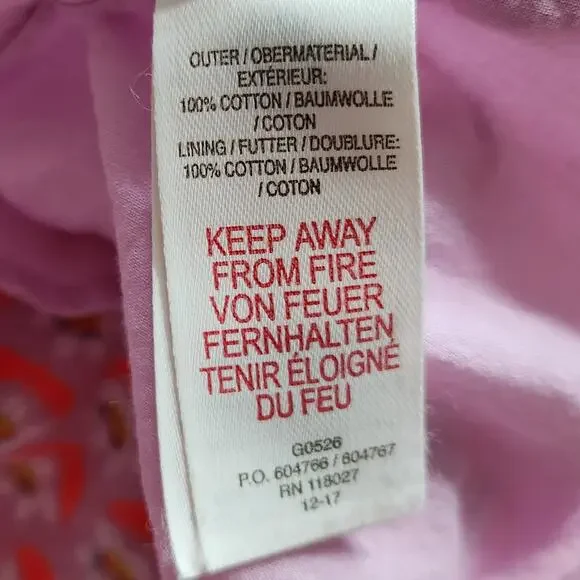 OUTER / OBERMATERIAL /
EXTÉRIEUR:
100% COTTON / BAUMWOLLE
/ COTON
LINING / FUTTER / DOUBLURE:
100% COTTON / BAUMWOLLE
/ COTON
KEEP AWAY
FROM FIRE
VON FEUER
FERNHALTEN
TENIR ÉLOIGNÉ
DU FEU
G0526
P.O. 604766 / 604767
RN 118027
12-17